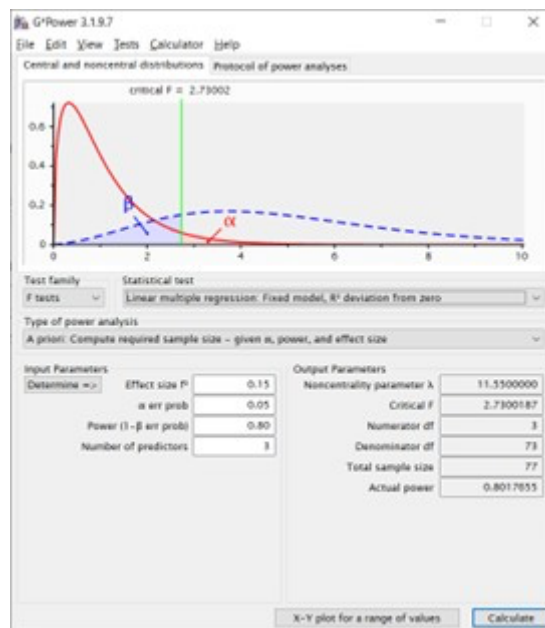 G*Power 3.1.9.7
File Edit View Tests Calculator Help
Central and noncentral distributions Protocol of power analyses
critical F = 2.73002
0.6
0.4
0.2
0
β
α
0 2 4 6 8 10
Test family Statistical test
F tests Linear multiple regression: Fixed model, R² deviation from zero
Type of power analysis
A priori: Compute required sample size – given α, power, and effect size
Input Parameters Output Parameters
Determine => Effect size f² 0.15 Noncentrality parameter λ 11.5500000
α err prob 0.05 Critical F 2.7300187
Power (1-β err prob) 0.80 Numerator df 3
Number of predictors 3 Denominator df 73
Total sample size 77
Actual power 0.8017655
X-Y plot for a range of values Calculate